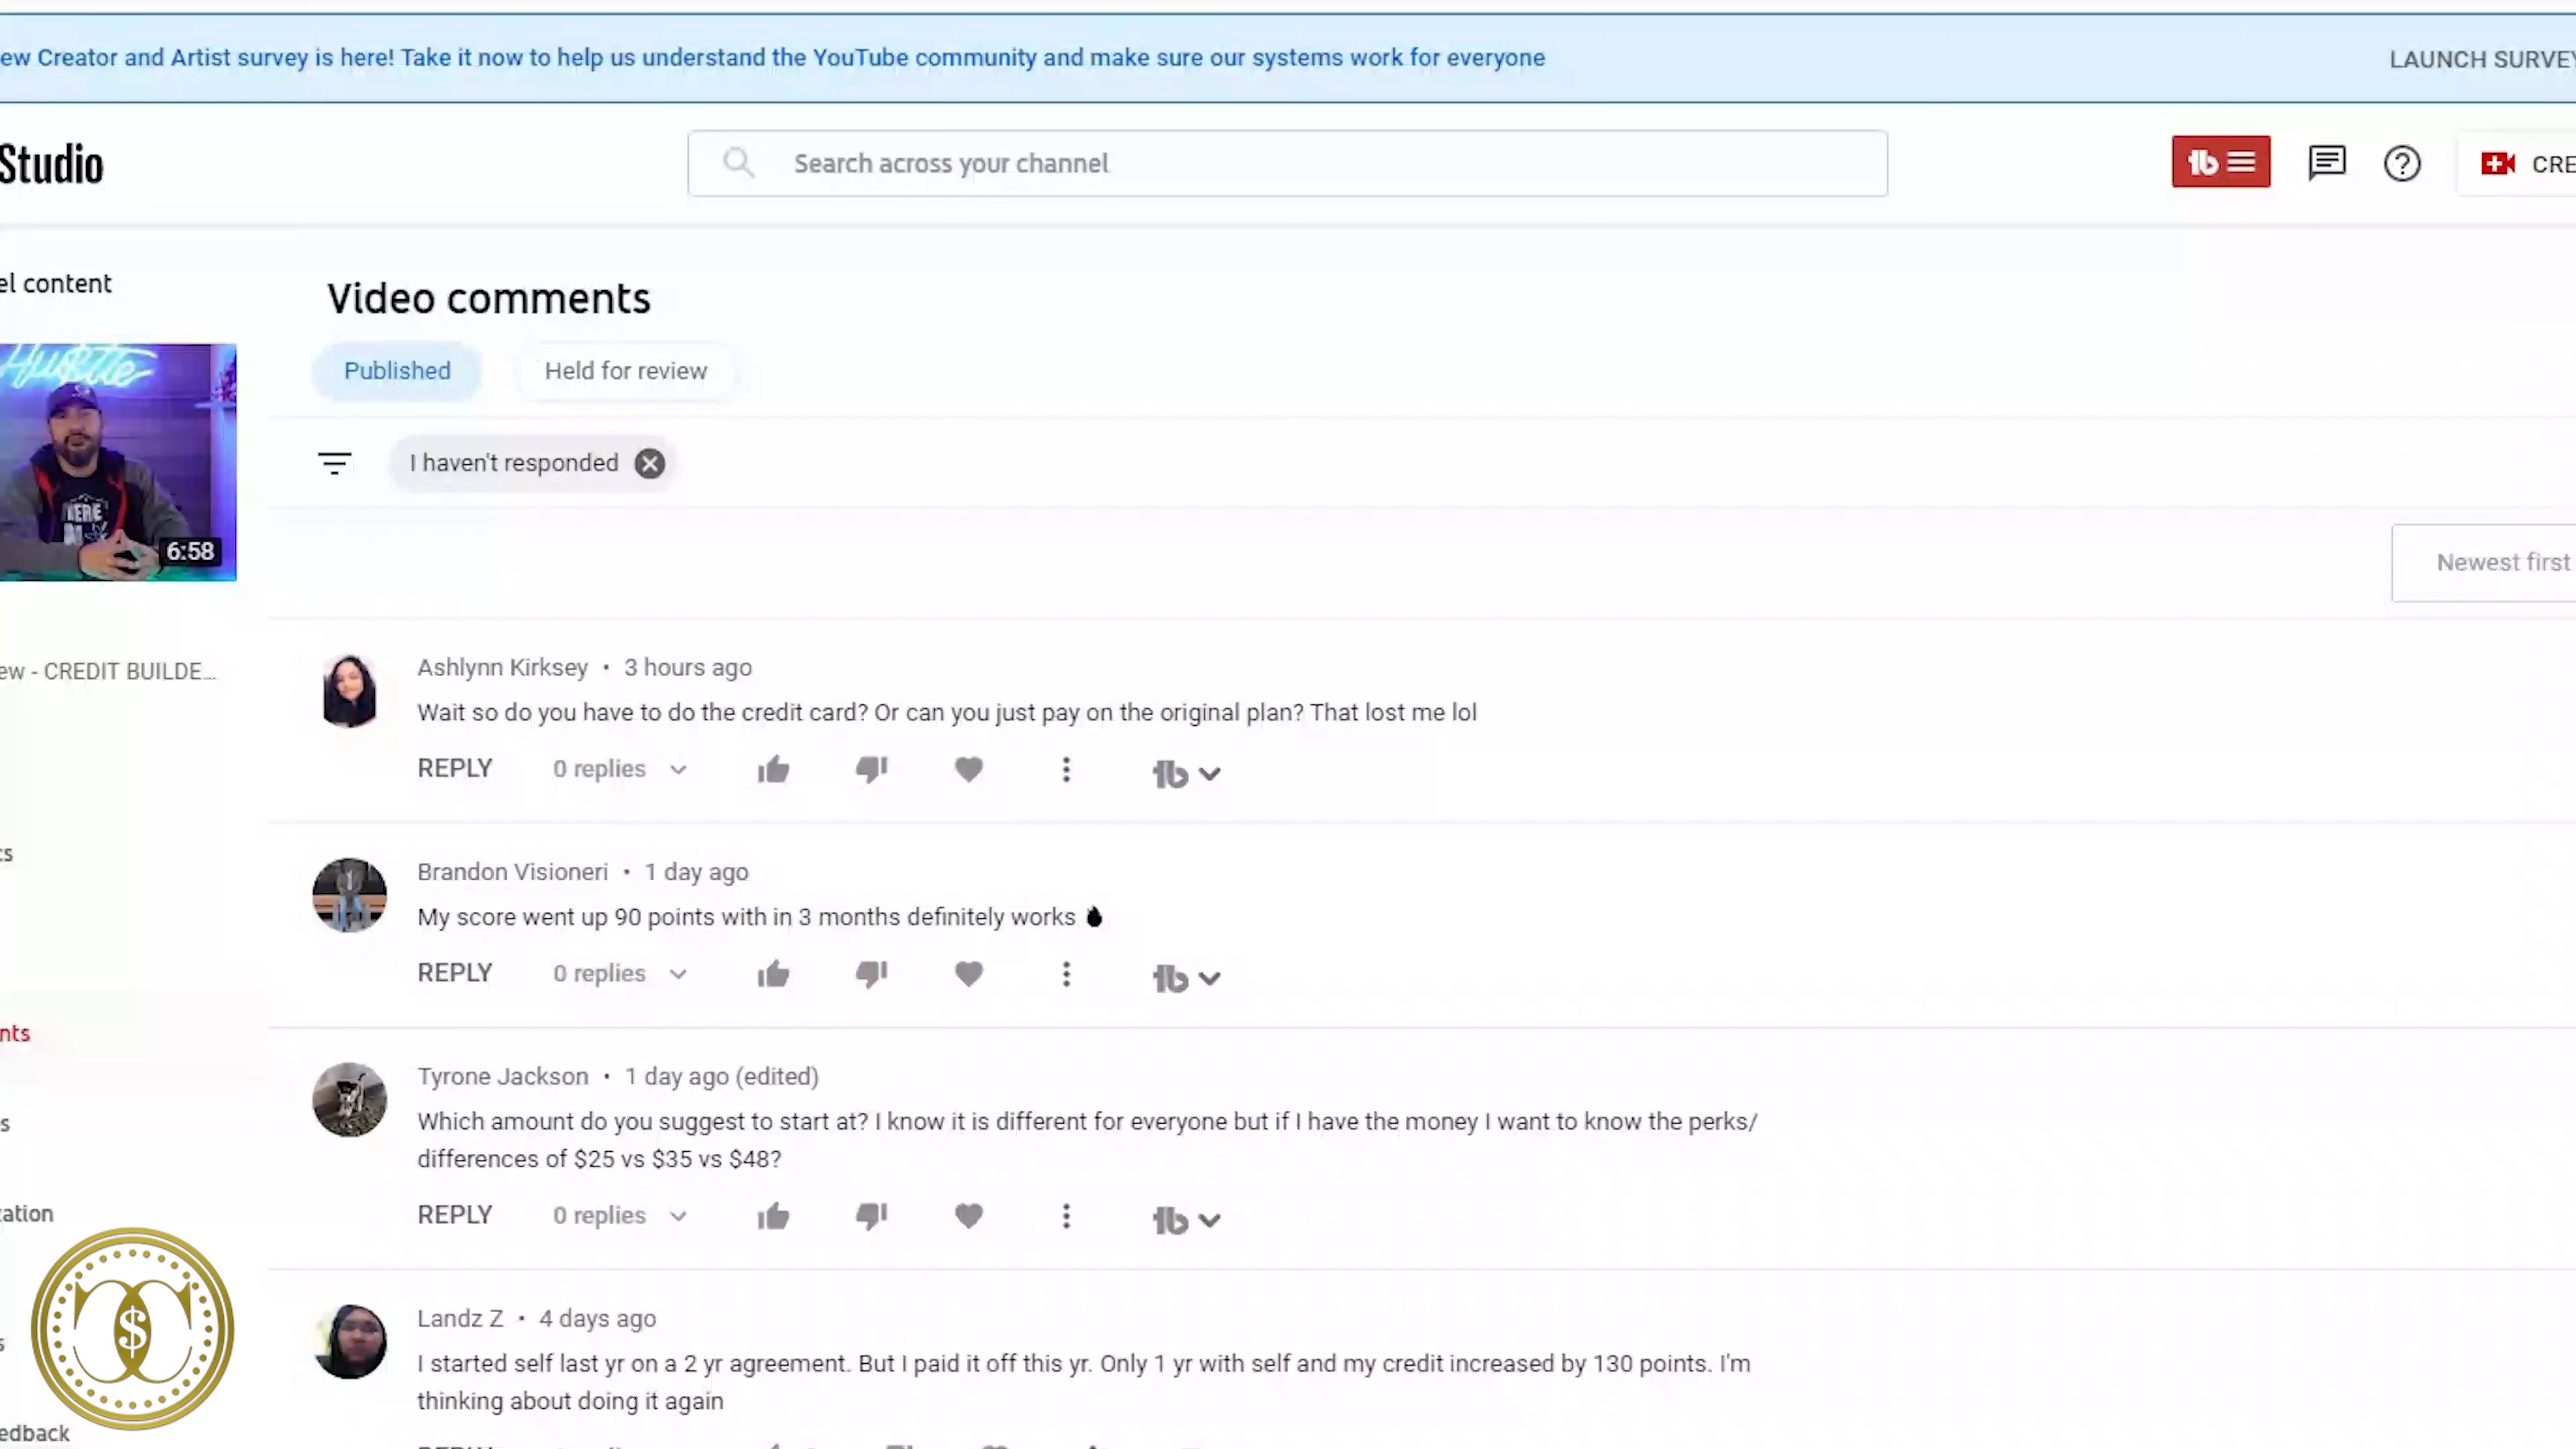 ew Creator and Artist survey is here! Take it now to help us understand the YouTube community and make sure our systems work for everyone
LAUNCH SURVEY
Studio
Search across your channel
CRE
el content
Video comments
Published
Held for review
Hustle
I haven't responded
HERE
6:58
Newest first
ew - CREDIT BUILDE...
Ashlynn Kirksey • 3 hours ago
Wait so do you have to do the credit card? Or can you just pay on the original plan? That lost me lol
REPLY 0 replies
ts
Brandon Visioneri • 1 day ago
My score went up 90 points with in 3 months definitely works
REPLY 0 replies
nts
Tyrone Jackson • 1 day ago (edited)
Which amount do you suggest to start at? I know it is different for everyone but if I have the money I want to know the perks/
differences of $25 vs $35 vs $48?
s
REPLY 0 replies
ation
Landz Z • 4 days ago
I started self last yr on a 2 yr agreement. But I paid it off this yr. Only 1 yr with self and my credit increased by 130 points. I'm
thinking about doing it again
s
$
edback